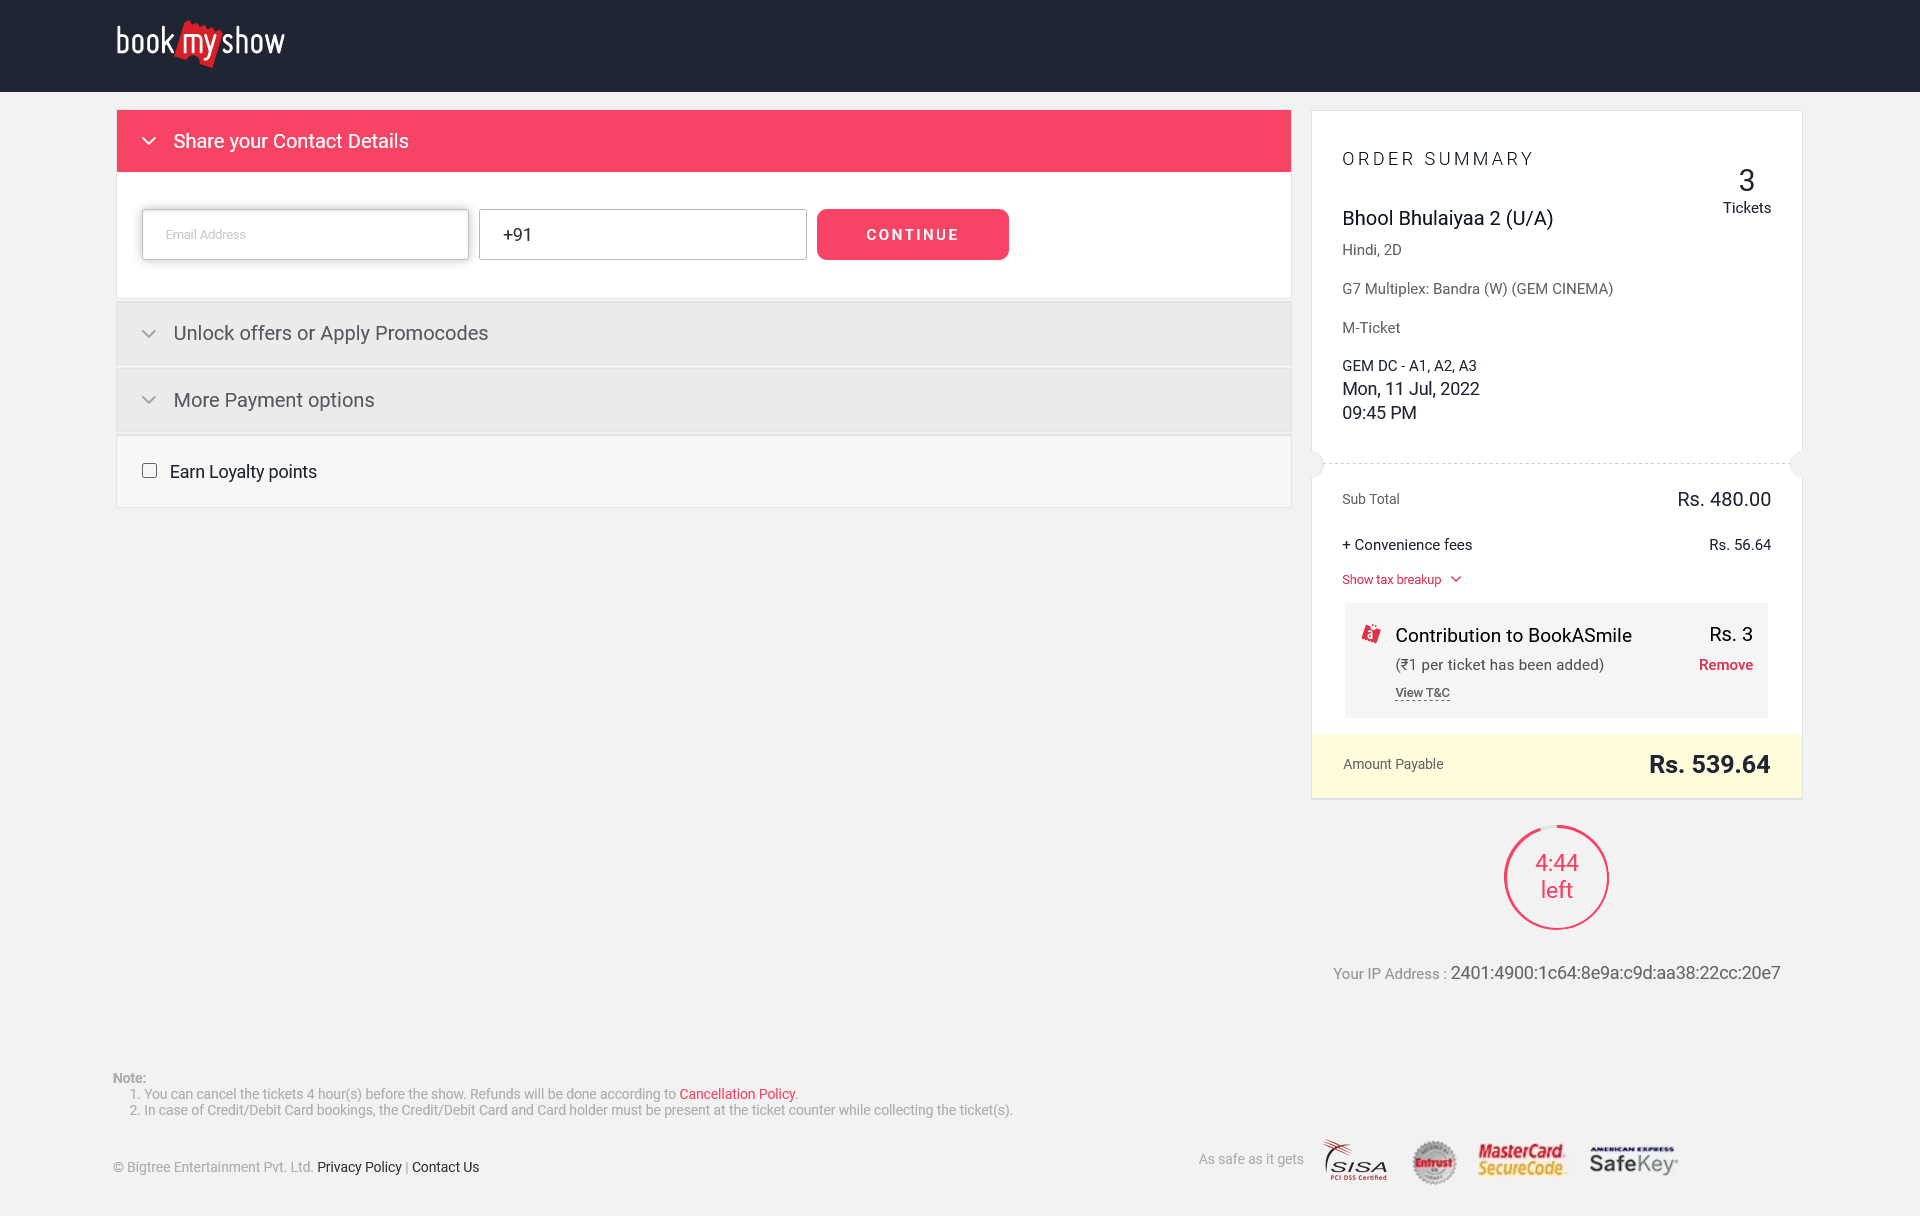 bookmyshow
Share your Contact Details
Email Address
+91
CONTINUE
Unlock offers or Apply Promocodes
More Payment options
Earn Loyalty points
ORDER SUMMARY
3
Tickets
Bhool Bhulaiyaa 2 (U/A)
Hindi, 2D
G7 Multiplex: Bandra (W) (GEM CINEMA)
M-Ticket
GEM DC - A1, A2, A3
Mon, 11 Jul, 2022
09:45 PM
Sub Total Rs. 480.00
+ Convenience fees Rs. 56.64
Show tax breakup
Contribution to BookASmile Rs. 3
(₹1 per ticket has been added) Remove
View T&C
Amount Payable Rs. 539.64
4:44
left
Your IP Address : 2401:4900:1c64:8e9a:c9d:aa38:22cc:20e7
Note:
1. You can cancel the tickets 4 hour(s) before the show. Refunds will be done according to Cancellation Policy.
2. In case of Credit/Debit Card bookings, the Credit/Debit Card and Card holder must be present at the ticket counter while collecting the ticket(s).
© Bigtree Entertainment Pvt. Ltd. Privacy Policy | Contact Us
As safe as it gets
SISA
PCI DSS Certified
Entrust
MasterCard
SecureCode
AMERICAN EXPRESS
SafeKey